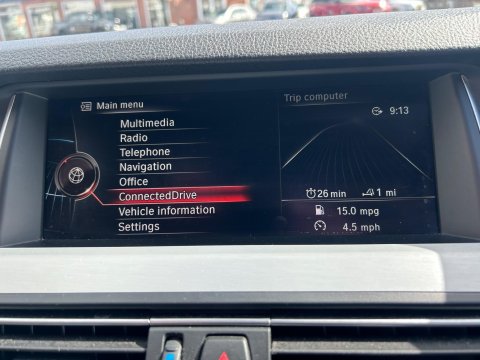 Main menu
Multimedia
Radio
Telephone
Navigation
Office
ConnectedDrive
Vehicle information
Settings
Trip computer
9:13
26 min 1 mi
15.0 mpg
4.5 mph